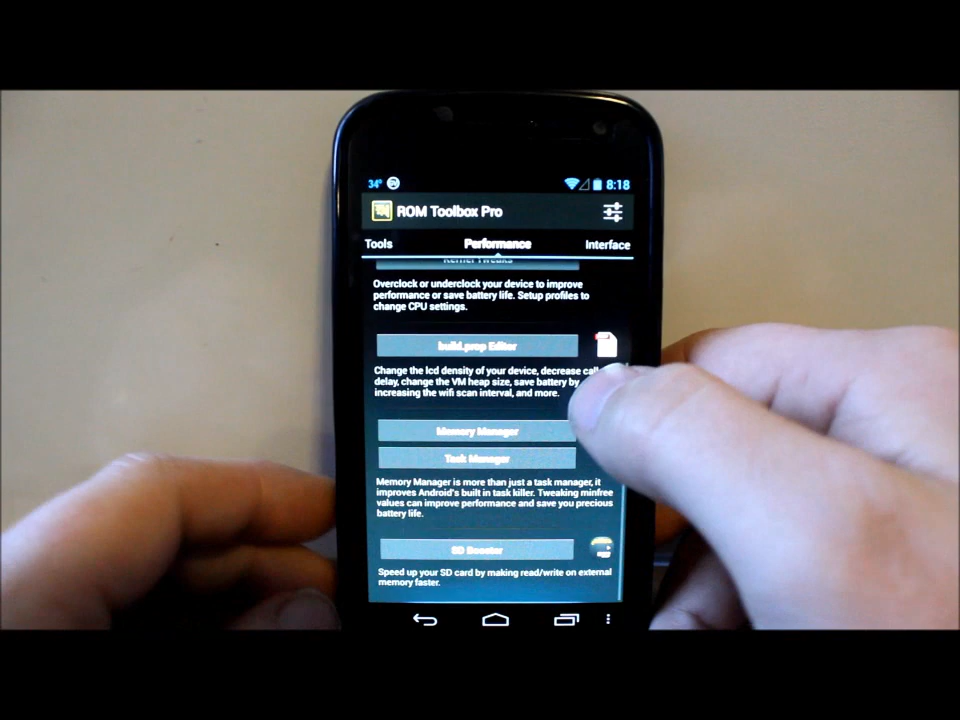 34° 8:18
ROM Toolbox Pro
Tools Performance Interface
Kernel Tweaks
Overclock or underclock your device to improve
performance or save battery life. Setup profiles to
change CPU settings.
build.prop Editor
Change the lcd density of your device, decrease call
delay, change the VM heap size, save battery by
increasing the wifi scan interval, and more.
Memory Manager
Task Manager
Memory Manager is more than just a task manager, it
improves Android's built in task killer. Tweaking minfree
values can improve performance and save you precious
battery life.
SD Booster
Speed up your SD card by making read/write on external
memory faster.